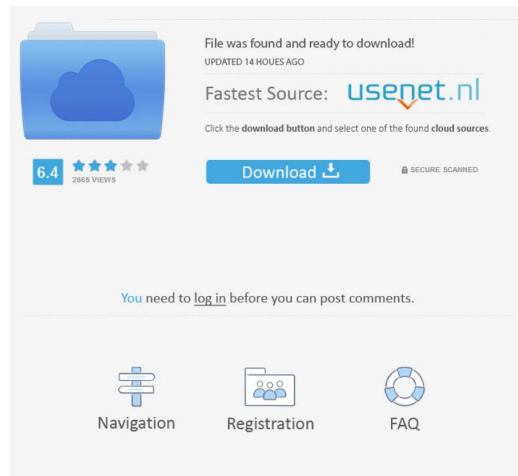 File was found and ready to download!
UPDATED 14 HOUES AGO
Fastest Source: usenet.nl
Click the download button and select one of the found cloud sources.
6.4
2865 VIEWS
Download
SECURE SCANNED
You need to log in before you can post comments.
Navigation
Registration
FAQ